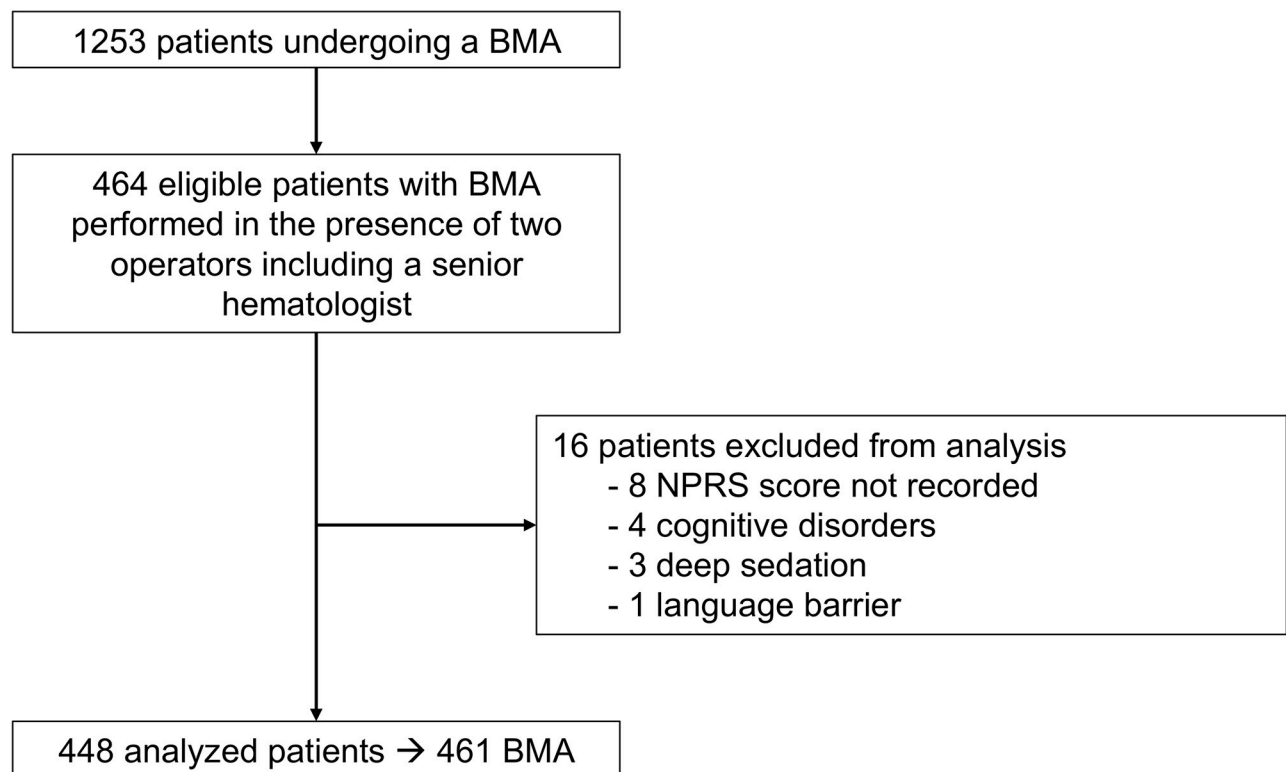 1253 patients undergoing a BMA
464 eligible patients with BMA
performed in the presence of two
operators including a senior
hematologist
16 patients excluded from analysis
- 8 NPRS score not recorded
- 4 cognitive disorders
- 3 deep sedation
- 1 language barrier
448 analyzed patients → 461 BMA